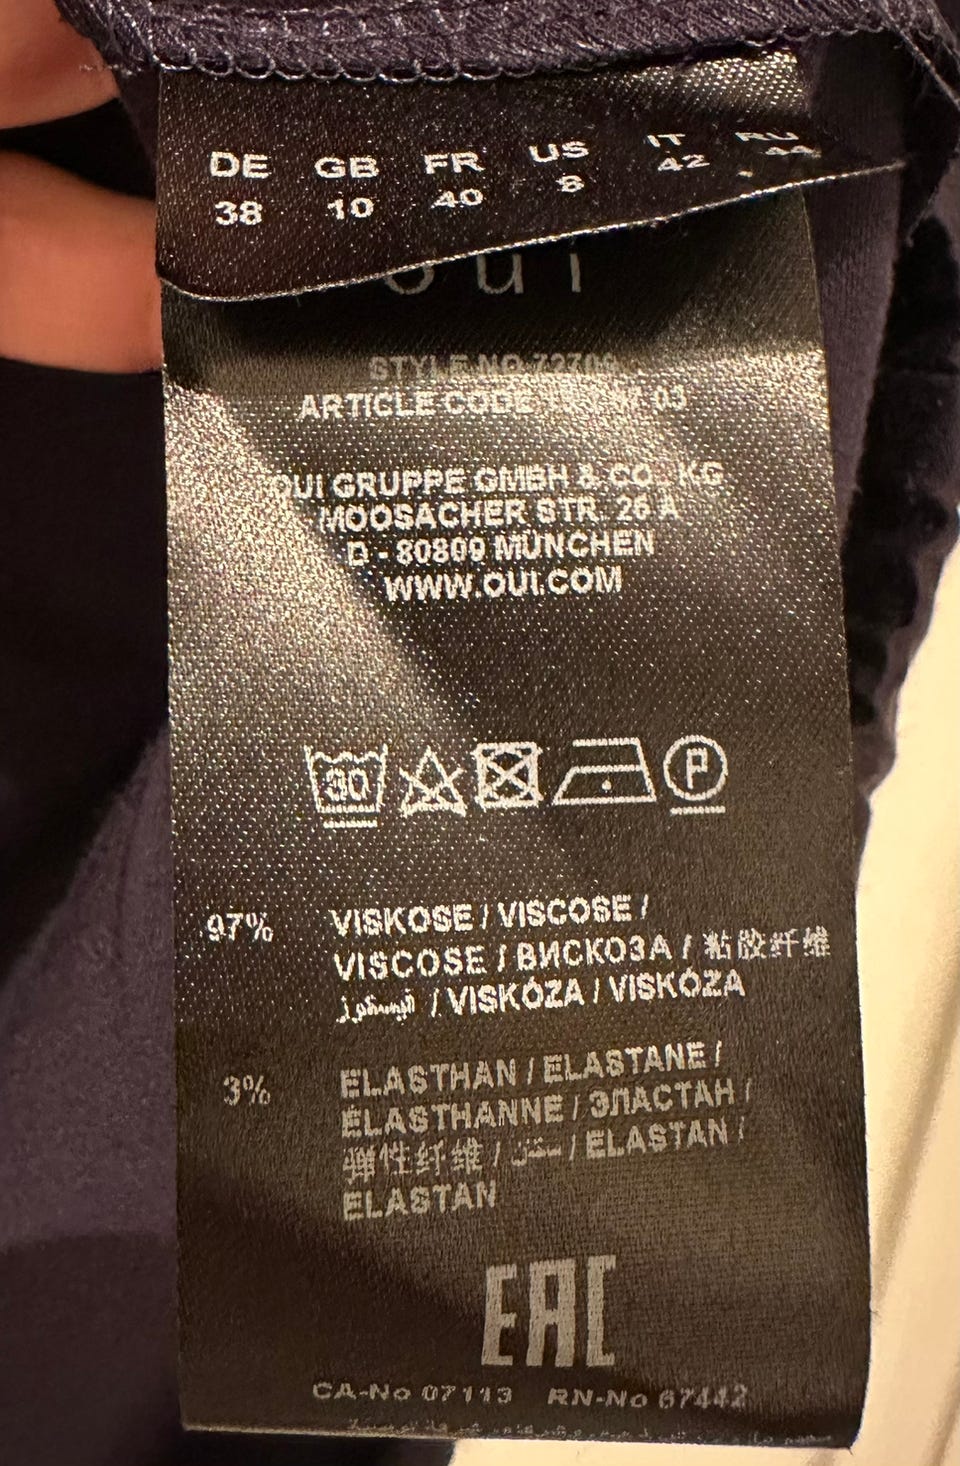 DE GB FR US IT RU
38 10 40 8 42 44
oui
STYLE NO
ARTICLE CODE 03
OUI GRUPPE GMBH & CO. KG
MOOSACHER STR. 26 A
D - 80809 MÜNCHEN
WWW.OUI.COM
30 P
97% VISKOSE / VISCOSE /
VISCOSE / ВИСКОЗА / 粘胶纤维
/ VISKÓZA / VISKÓZA
3% ELASTHAN / ELASTANE /
ÉLASTHANNE / ЭЛАСТАН /
弹性纤维 / / ELASTAN /
ELASTAN
EAC
CA-No 07113 RN-No 67442